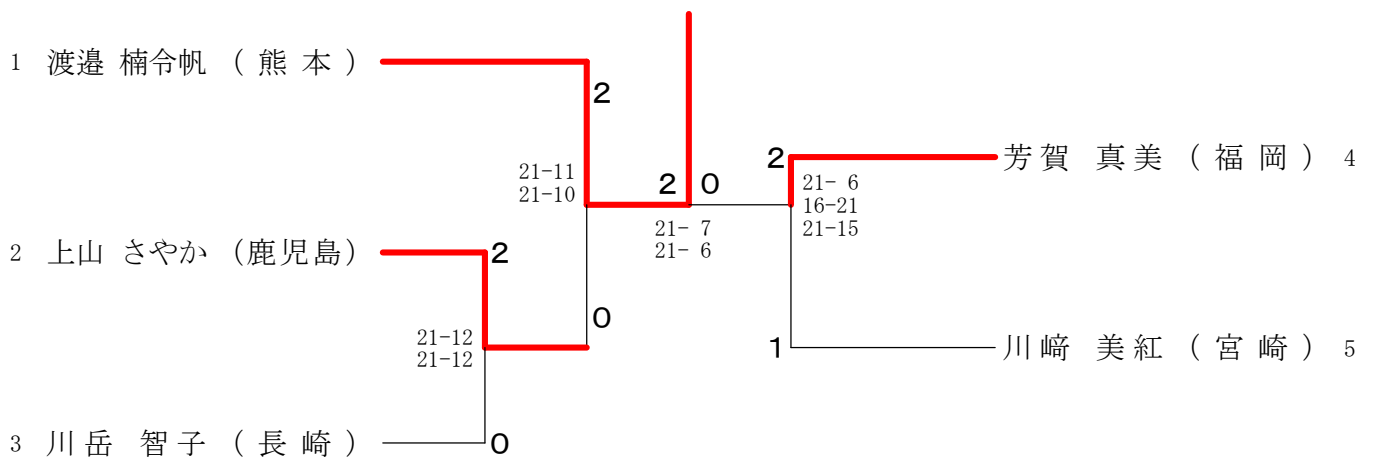 1 渡邉 楠令帆 （ 熊 本 ）
2
2 芳賀 真美 （ 福岡 ） 4
21-11
21-10
2 0
21- 6
16-21
21-15
21- 7
21- 6
2 上山 さやか （鹿児島）
2
0
21-12
21-12
1 川﨑 美紅 （ 宮崎 ） 5
3 川岳 智子 （ 長崎 ）
0